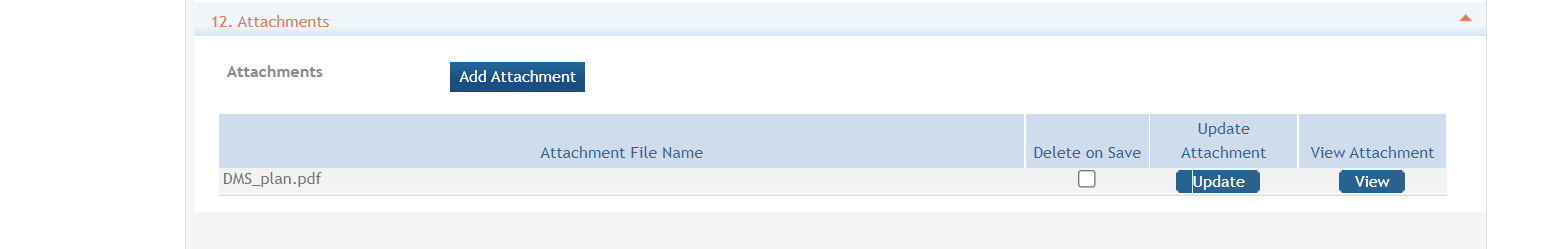 12. Attachments
Attachments
Add Attachment
Attachment File Name
Delete on Save
Update
Attachment
View Attachment
DMS_plan.pdf
Update
View